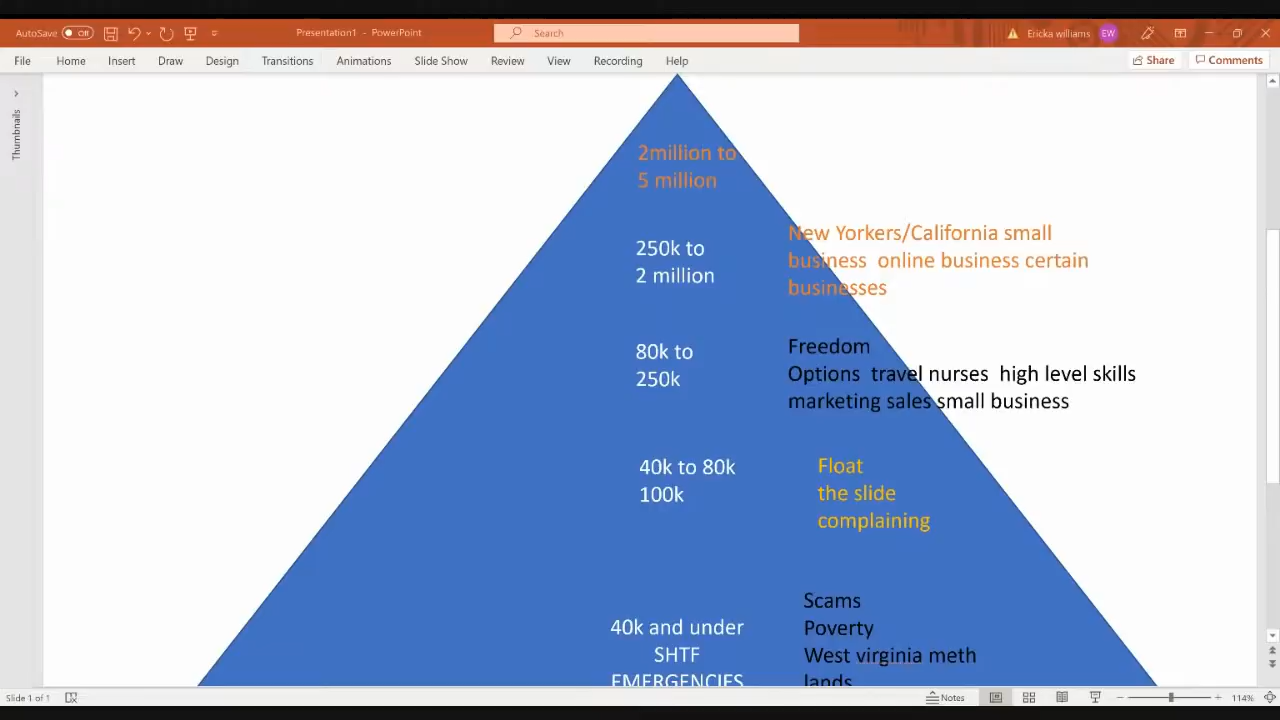 AutoSave Off Presentation1 - PowerPoint Search Ericka williams EW
File Home Insert Draw Design Transitions Animations Slide Show Review View Recording Help Share Comments
Thumbnails
2million to
5 million
New Yorkers/California small
business online business certain
businesses
250k to
2 million
Freedom
Options travel nurses high level skills
marketing sales small business
80k to
250k
40k to 80k
100k
Float
the slide
complaining
Scams
Poverty
West virginia meth
lands
40k and under
SHTF
EMERGENCIES
Slide 1 of 1 Notes 114%